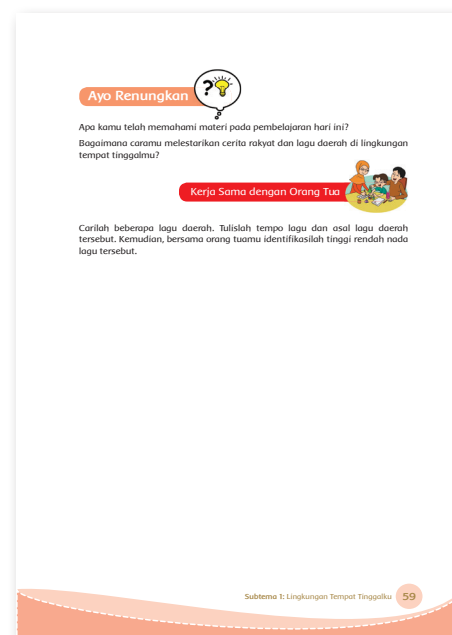 Ayo Renungkan
?
Apa kamu telah memahami materi pada pembelajaran hari ini?
Bagaimana caramu melestarikan cerita rakyat dan lagu daerah di lingkungan
tempat tinggalmu?
Kerja Sama dengan Orang Tua
Carilah beberapa lagu daerah. Tulislah tempo lagu dan asal lagu daerah
tersebut. Kemudian, bersama orang tuamu identifikasilah tinggi rendah nada
lagu tersebut.
Subtema 1: Lingkungan Tempat Tinggalku 59